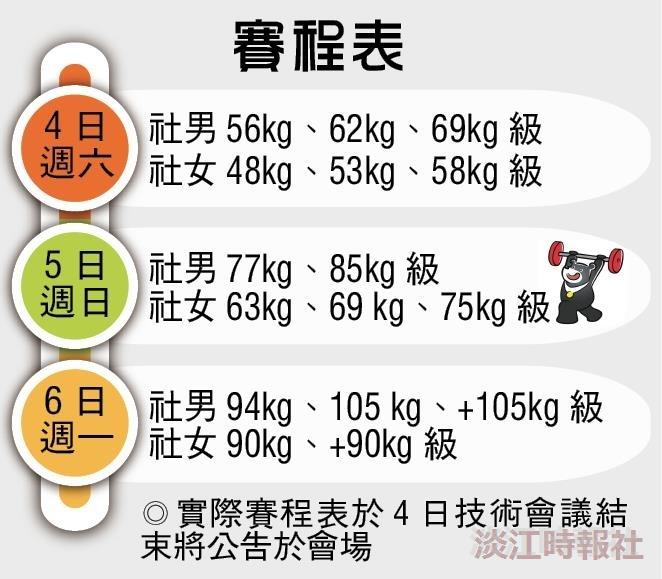 賽程表
4 日
週六
社男 56kg、62kg、69kg 級
社女 48kg、53kg、58kg 級
5 日
週日
社男 77kg、85kg 級
社女 63kg、69 kg、75kg 級
6 日
週一
社男 94kg、105 kg、+105kg 級
社女 90kg、+90kg 級
◎ 實際賽程表於 4 日技術會議結
束將公告於會場
淡江時報社